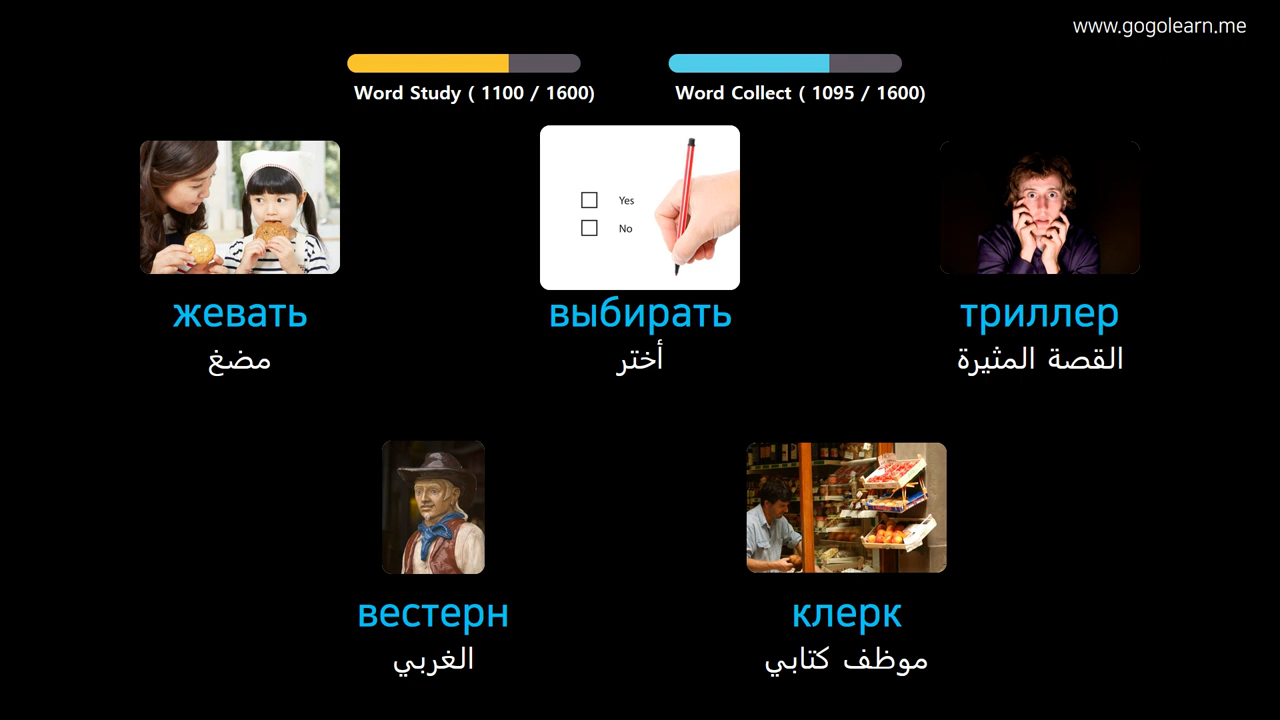 www.gogolearn.me
Word Study ( 1100 / 1600)
Word Collect ( 1095 / 1600)
Yes
No
жевать
выбирать
триллер
مضغ
أختر
القصة المثيرة
вестерн
клерк
الغربي
موظف كتابي